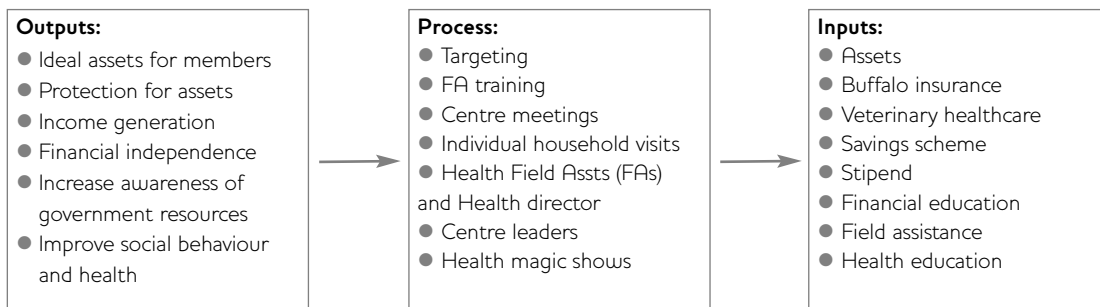 Outputs:
● Ideal assets for members
● Protection for assets
● Income generation
● Financial independence
● Increase awareness of
government resources
● Improve social behaviour
and health
Process:
● Targeting
● FA training
● Centre meetings
● Individual household visits
● Health Field Assts (FAs)
and Health director
● Centre leaders
● Health magic shows
Inputs:
● Assets
● Buffalo insurance
● Veterinary healthcare
● Savings scheme
● Stipend
● Financial education
● Field assistance
● Health education